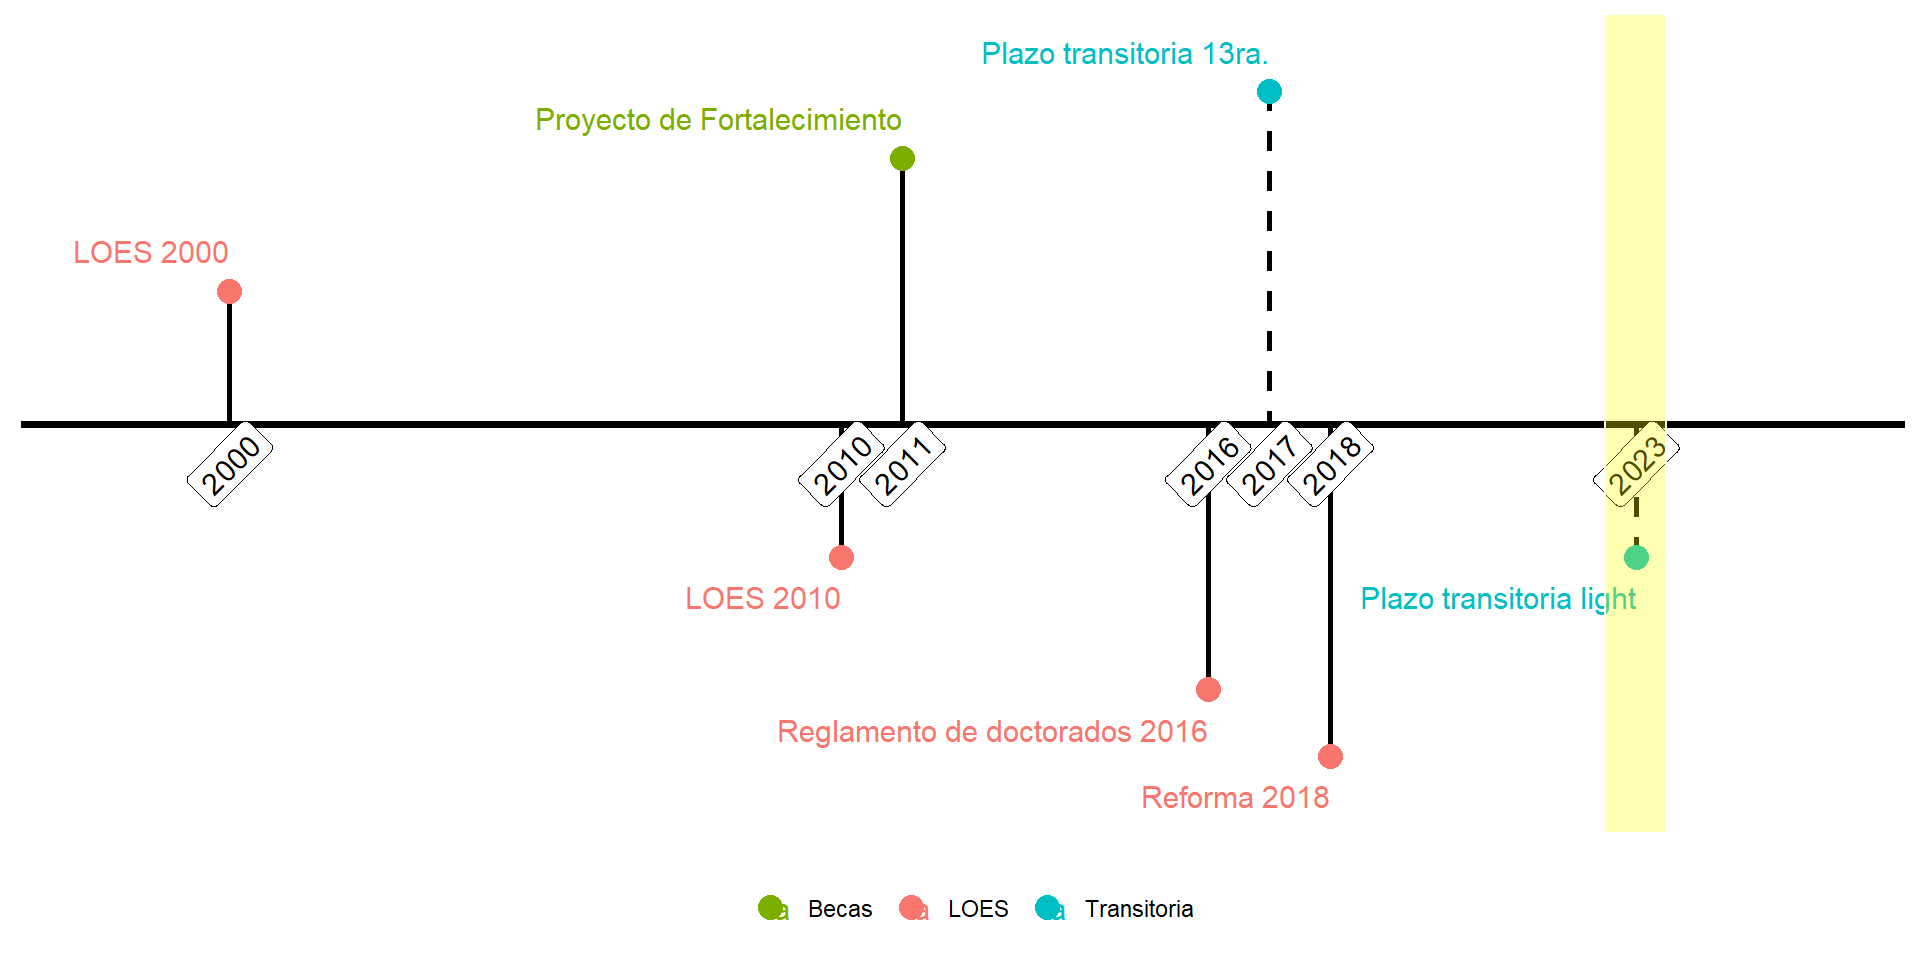 Plazo transitoria 13ra.
Proyecto de Fortalecimiento
LOES 2000
2000
2010
2011
2016
2017
2018
2023
LOES 2010
Plazo transitoria light
Reglamento de doctorados 2016
Reforma 2018
a Becas
a LOES
a Transitoria